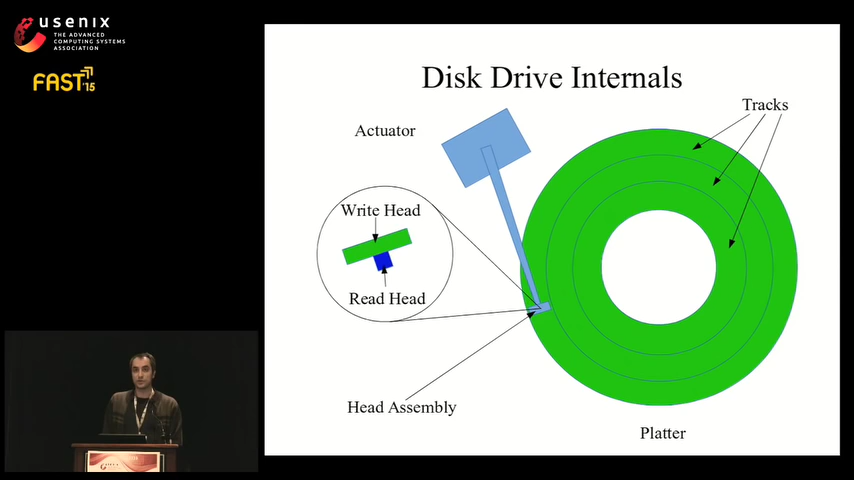 usenix
THE ADVANCED
COMPUTING SYSTEMS
ASSOCIATION
FAST '15
Disk Drive Internals
Tracks
Actuator
Write Head
Read Head
Head Assembly
Platter